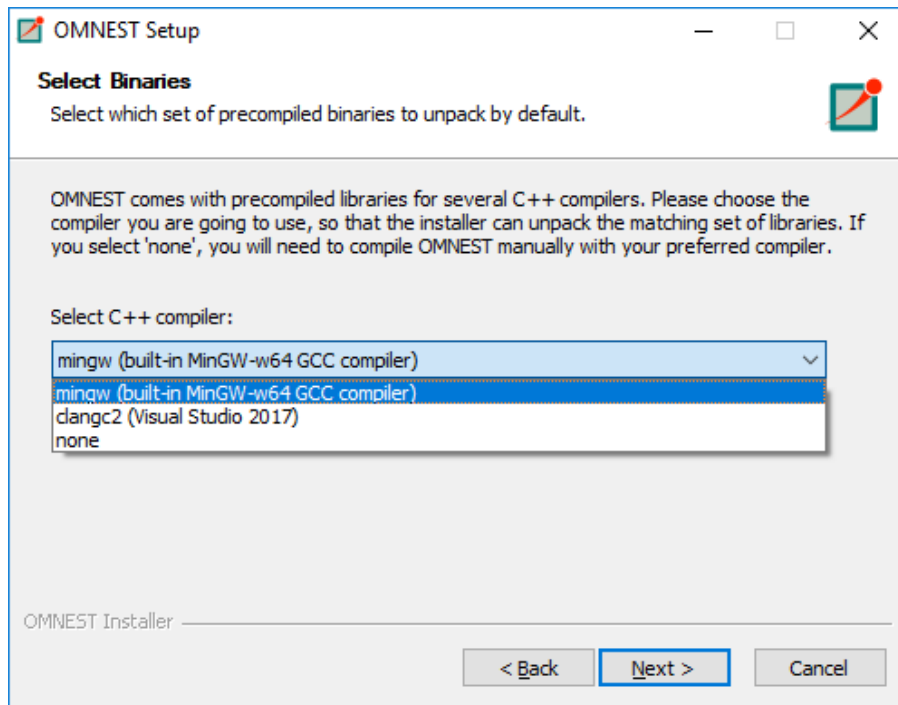 OMNEST Setup
Select Binaries
Select which set of precompiled binaries to unpack by default.
OMNEST comes with precompiled libraries for several C++ compilers. Please choose the
compiler you are going to use, so that the installer can unpack the matching set of libraries. If
you select 'none', you will need to compile OMNEST manually with your preferred compiler.
Select C++ compiler:
mingw (built-in MinGW-w64 GCC compiler)
mingw (built-in MinGW-w64 GCC compiler)
clangc2 (Visual Studio 2017)
none
OMNEST Installer
< Back Next > Cancel